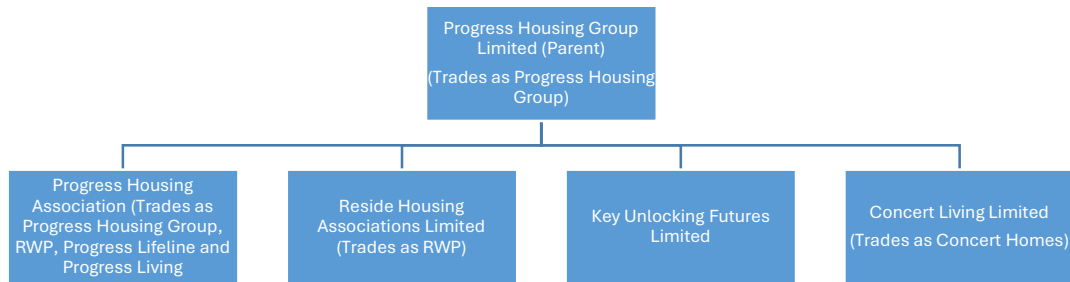 Progress Housing Group
Limited (Parent)
(Trades as Progress Housing
Group)
Progress Housing
Association (Trades as
Progress Housing Group,
RWP, Progress Lifeline and
Progress Living
Reside Housing
Associations Limited
(Trades as RWP)
Key Unlocking Futures
Limited
Concert Living Limited
(Trades as Concert Homes)